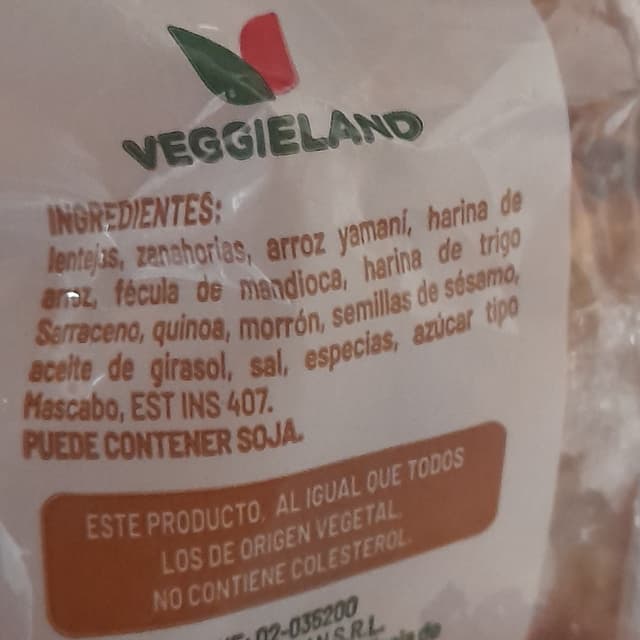 VEGGIELAND
INGREDIENTES:
lentejas, zanahorias, arroz yamaní, harina de
arroz, fécula de mandioca, harina de trigo
Sarraceno, quinoa, morrón, semillas de sésamo,
aceite de girasol, sal, especias, azúcar tipo
Mascabo, EST INS 407.
PUEDE CONTENER SOJA.
ESTE PRODUCTO, AL IGUAL QUE TODOS
LOS DE ORIGEN VEGETAL,
NO CONTIENE COLESTEROL.
02-035200
S.R.L.
de